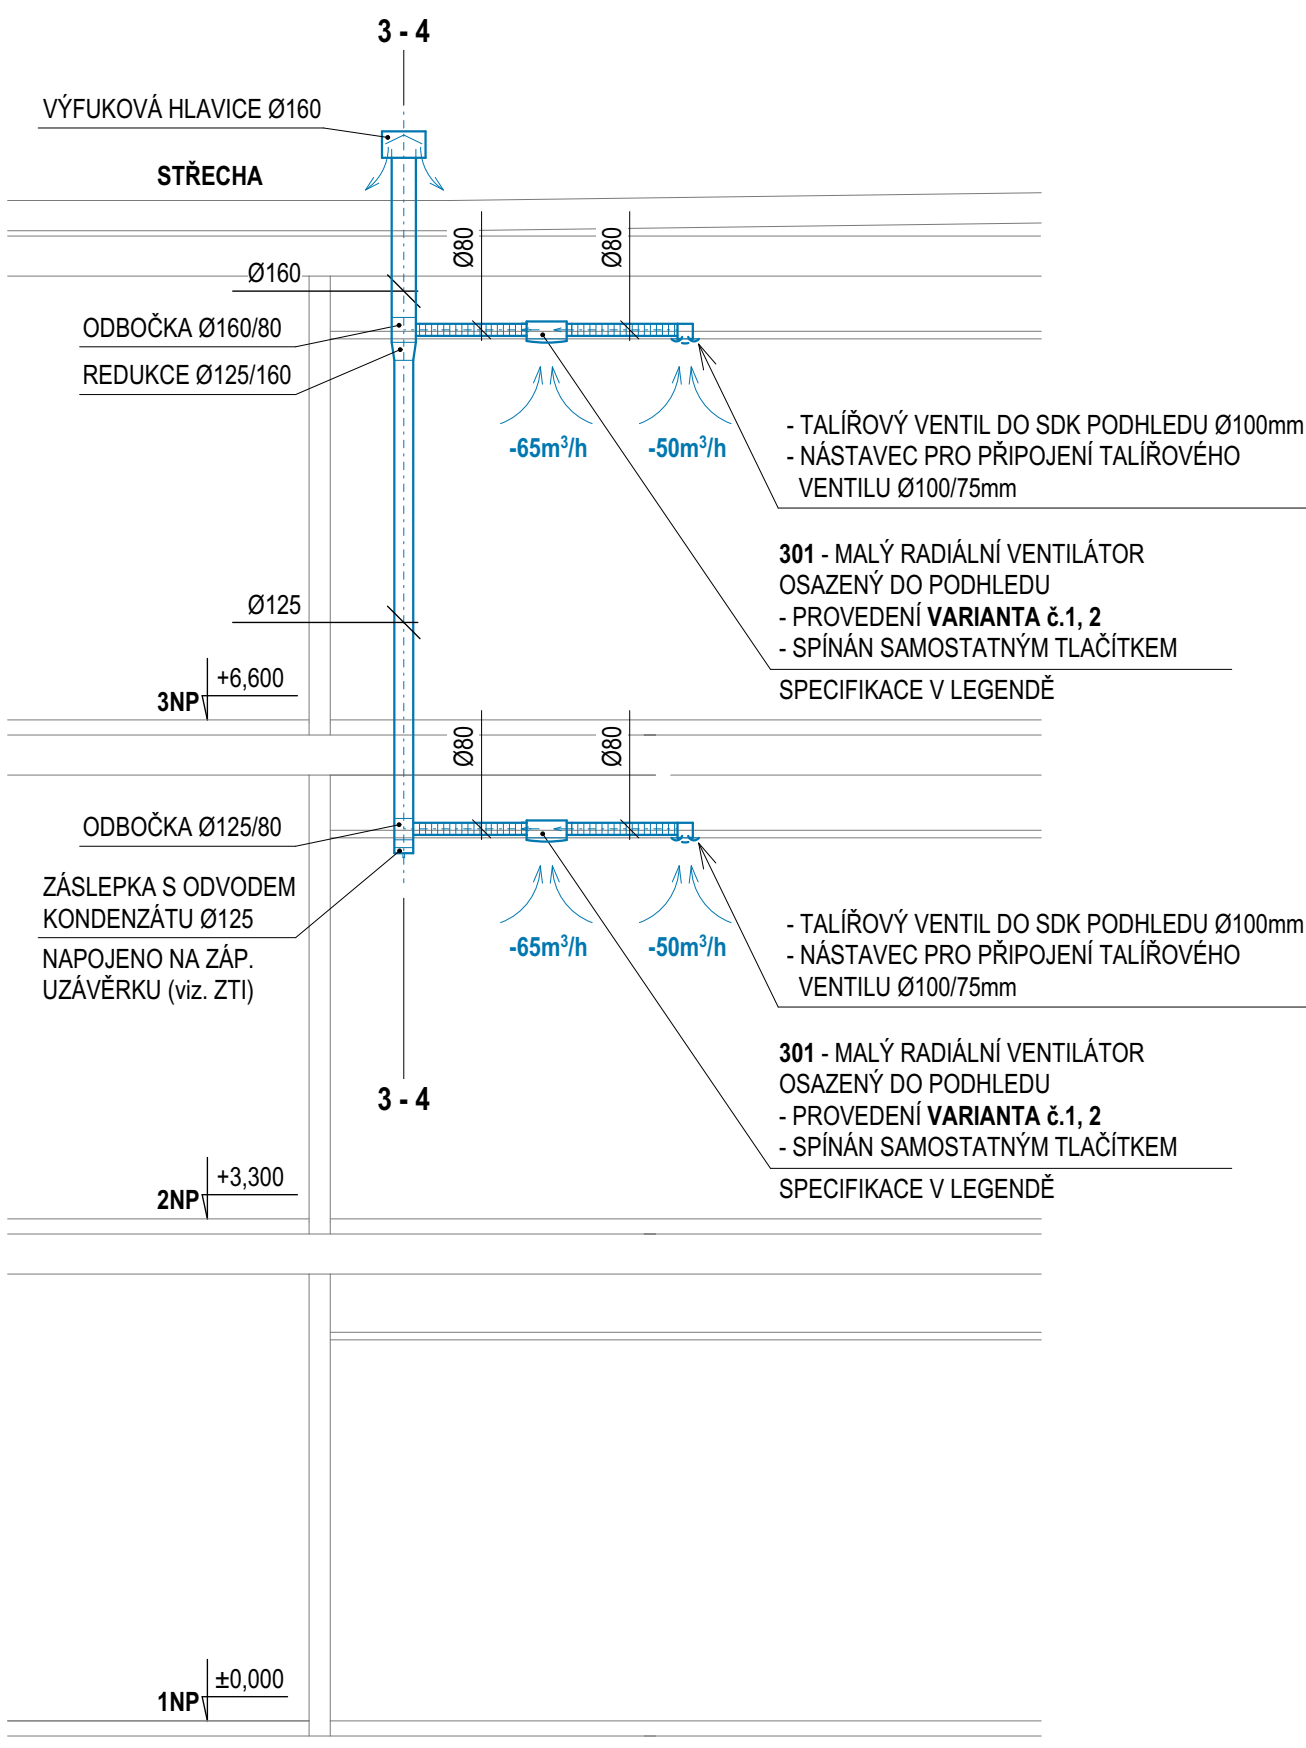 3 - 4
VÝFUKOVÁ HLAVICE Ø160
STŘECHA
Ø80
Ø80
Ø160
ODBOČKA Ø160/80
REDUKCE Ø125/160
-65m³/h
-50m³/h
- TALÍŘOVÝ VENTIL DO SDK PODHLEDU Ø100mm
- NÁSTAVEC PRO PŘIPOJENÍ TALÍŘOVÉHO
VENTILU Ø100/75mm
301 - MALÝ RADIÁLNÍ VENTILÁTOR
OSAZENÝ DO PODHLEDU
- PROVEDENÍ VARIANTA č.1, 2
- SPÍNÁN SAMOSTATNÝM TLAČÍTKEM
SPECIFIKACE V LEGENDĚ
Ø125
+6,600
3NP
Ø80
Ø80
ODBOČKA Ø125/80
ZÁSLEPKA S ODVODEM
KONDENZÁTU Ø125
NAPOJENO NA ZÁP.
UZÁVĚRKU (viz. ZTI)
-65m³/h
-50m³/h
- TALÍŘOVÝ VENTIL DO SDK PODHLEDU Ø100mm
- NÁSTAVEC PRO PŘIPOJENÍ TALÍŘOVÉHO
VENTILU Ø100/75mm
301 - MALÝ RADIÁLNÍ VENTILÁTOR
OSAZENÝ DO PODHLEDU
- PROVEDENÍ VARIANTA č.1, 2
- SPÍNÁN SAMOSTATNÝM TLAČÍTKEM
SPECIFIKACE V LEGENDĚ
3 - 4
+3,300
2NP
±0,000
1NP